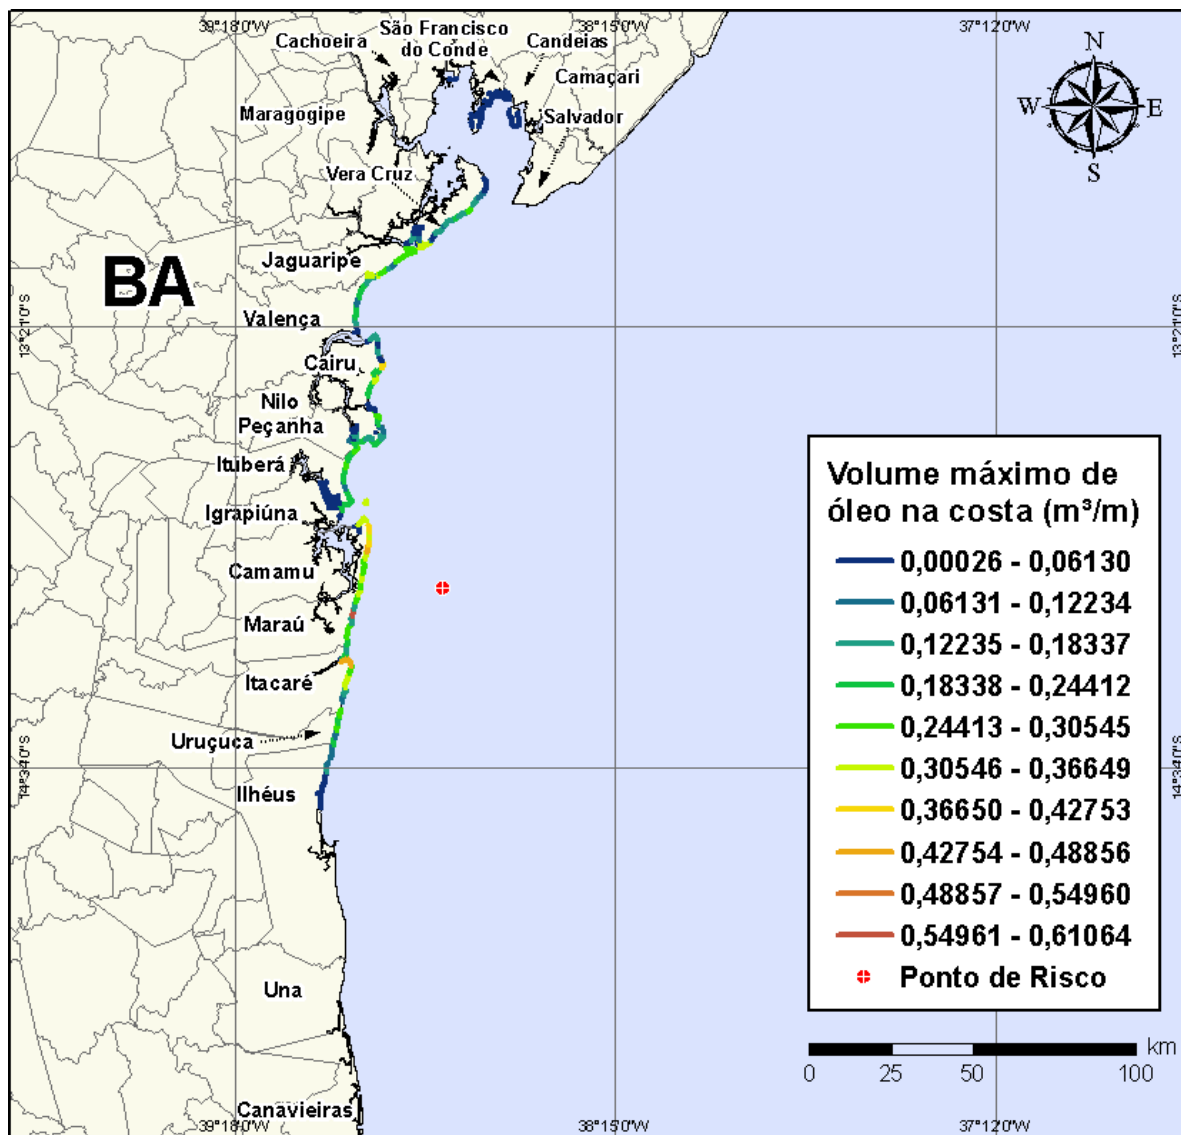 39°18'0"W
38°15'0"W
37°12'0"W
São Francisco
do Conde
Cachoeira
Candeias
Camaçari
Maragogipe
Salvador
Vera Cruz
N
W
E
S
Jaguaripe
BA
Valença
13°21'0"S
13°21'0"S
Cairu
Nilo
Peçanha
Ituberá
Igrapiúna
Camamu
Maraú
Itacaré
Uruçuca
Ilhéus
14°34'0"S
14°34'0"S
Una
Canavieiras
Volume máximo de
óleo na costa (m³/m)
0,00026 - 0,06130
0,06131 - 0,12234
0,12235 - 0,18337
0,18338 - 0,24412
0,24413 - 0,30545
0,30546 - 0,36649
0,36650 - 0,42753
0,42754 - 0,48856
0,48857 - 0,54960
0,54961 - 0,61064
Ponto de Risco
km
0 25 50 100
39°18'0"W
38°15'0"W
37°12'0"W